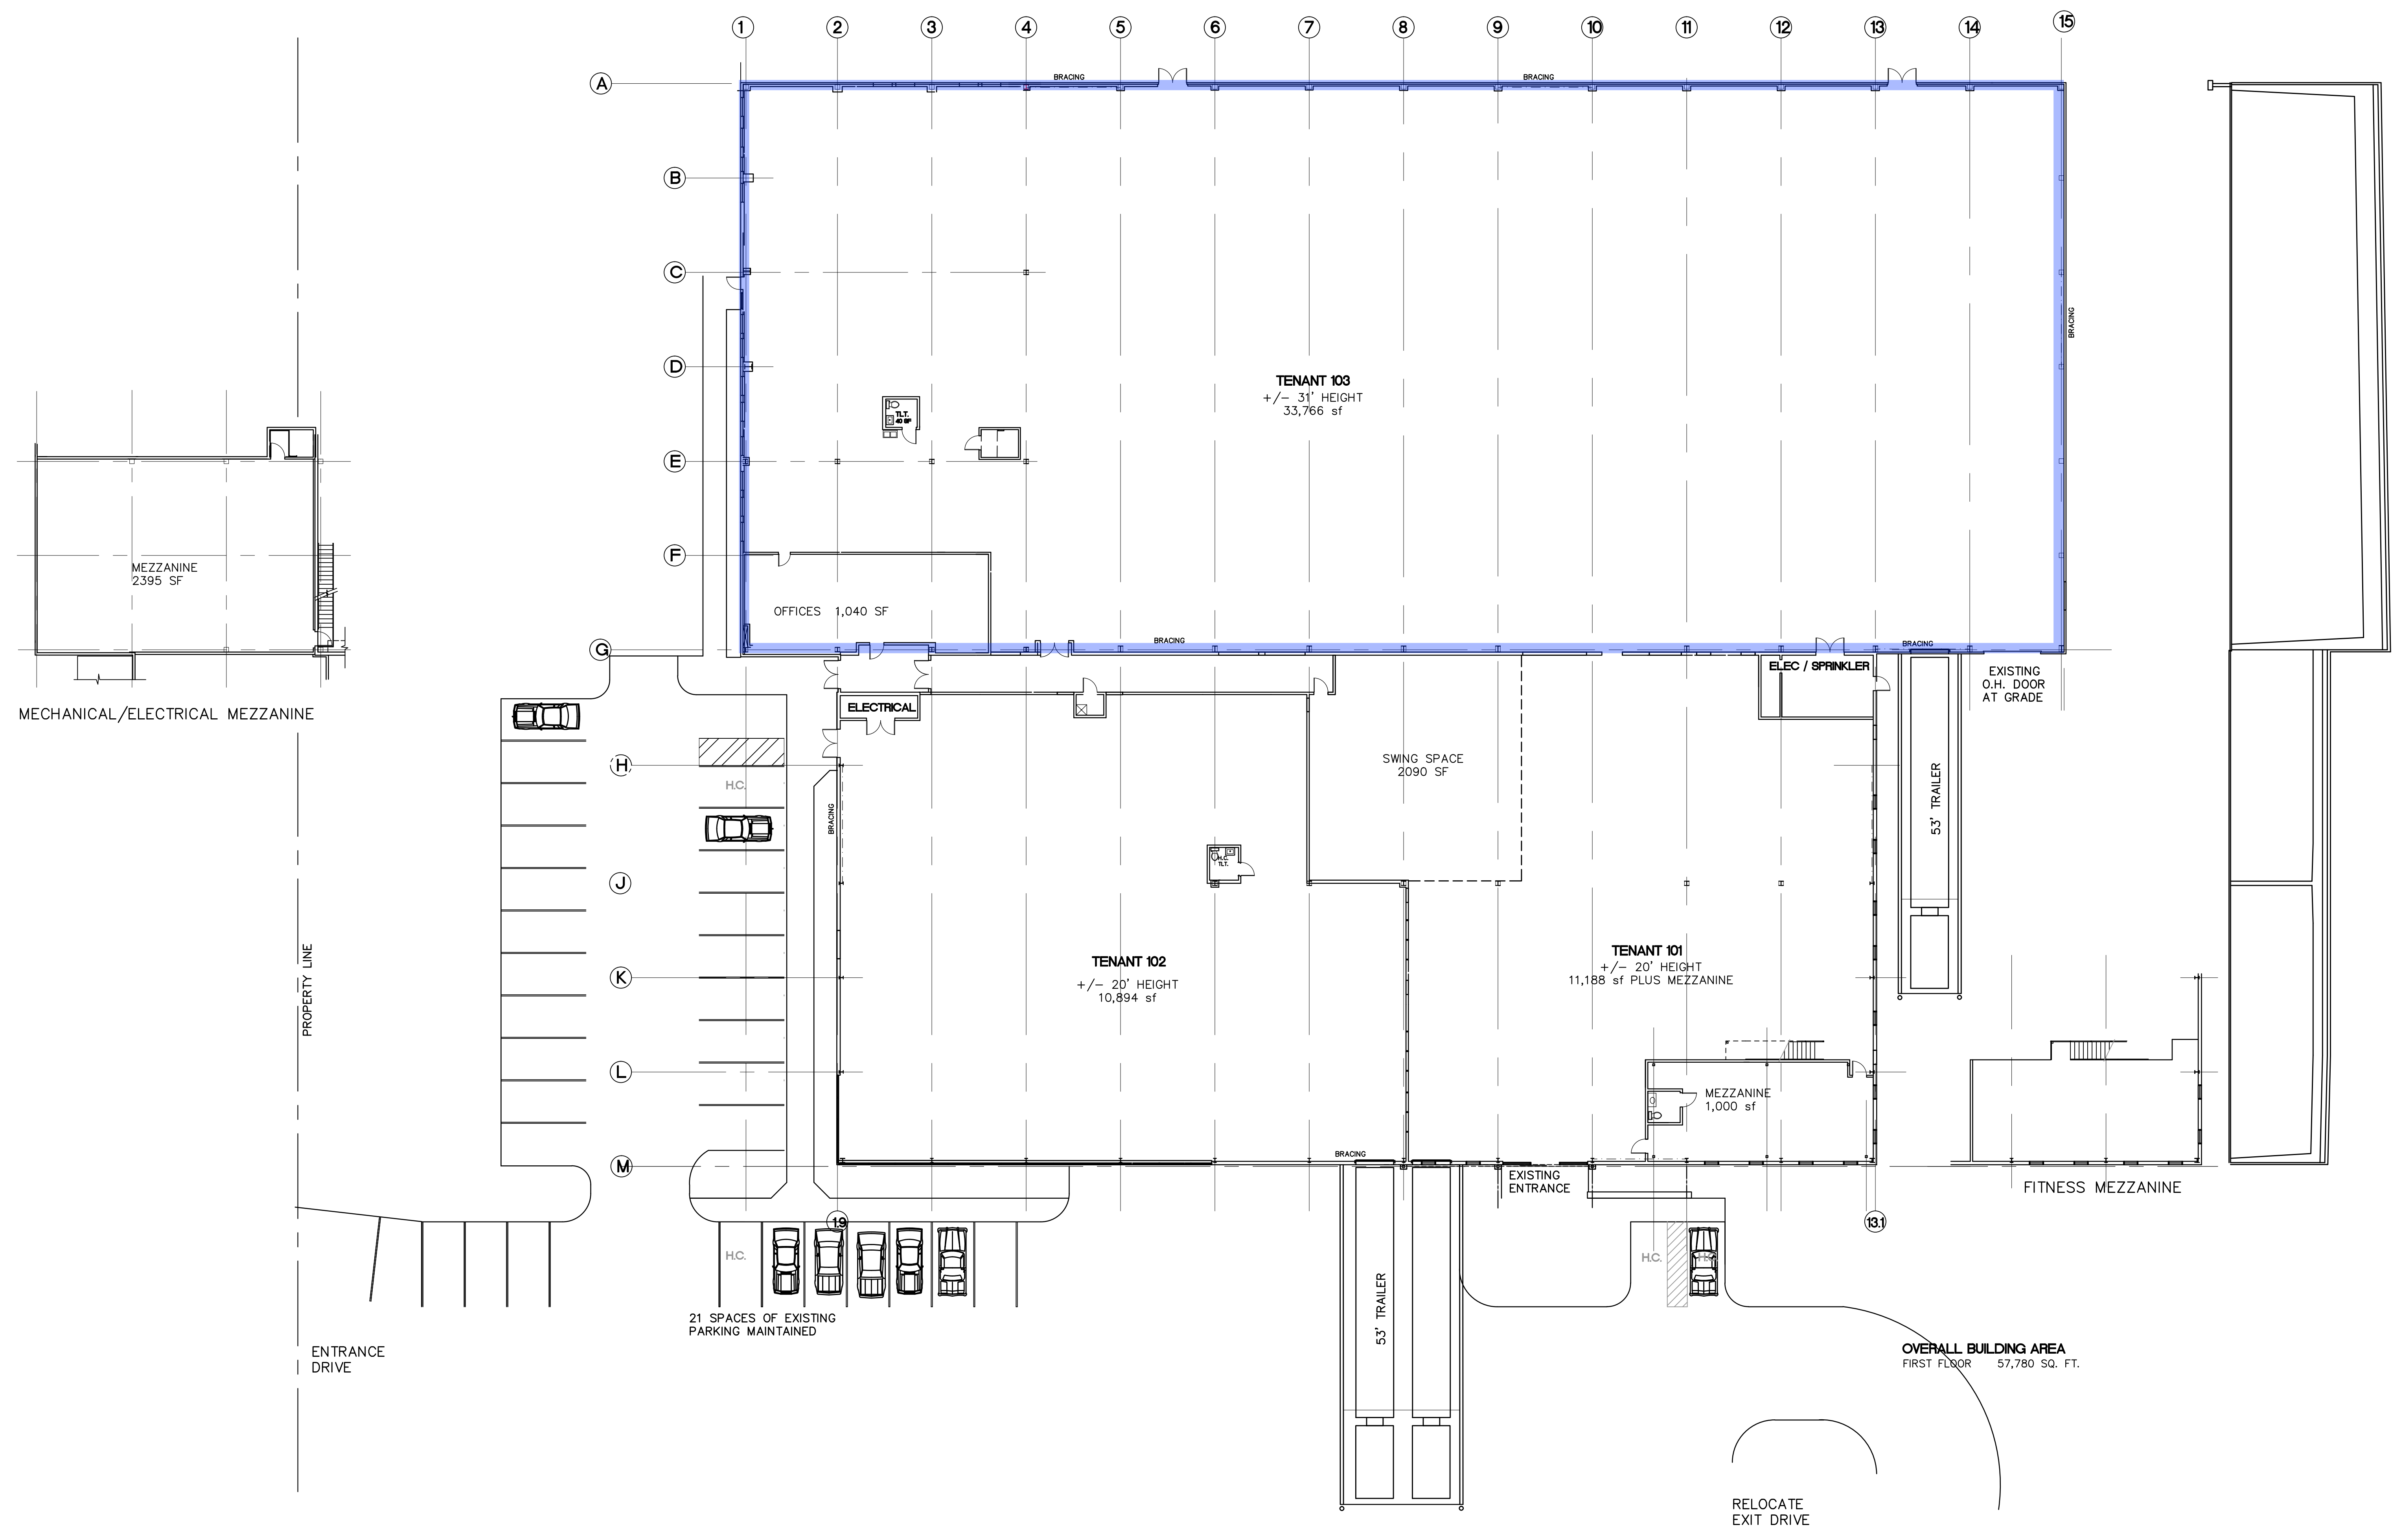 1 2 3 4 5 6 7 8 9 10 11 12 13 14 15
A
BRACING
BRACING
B
C
D
BRACING
TENANT 103
+/- 31' HEIGHT
33,766 sf
TLT.
40 SF
E
F
MEZZANINE
2395 SF
OFFICES 1,040 SF
G
BRACING
BRACING
MECHANICAL/ELECTRICAL MEZZANINE
ELEC / SPRINKLER
EXISTING
O.H. DOOR
AT GRADE
ELECTRICAL
H
H.C.
SWING SPACE
2090 SF
BRACING
53' TRAILER
H.C.
TLT.
J
PROPERTY LINE
K
TENANT 102
+/- 20' HEIGHT
10,894 sf
TENANT 101
+/- 20' HEIGHT
11,188 sf PLUS MEZZANINE
L
MEZZANINE
1,000 sf
M
BRACING
EXISTING
ENTRANCE
FITNESS MEZZANINE
1.9
13.1
H.C.
H.C.
H.C.
53' TRAILER
21 SPACES OF EXISTING
PARKING MAINTAINED
ENTRANCE
DRIVE
OVERALL BUILDING AREA
FIRST FLOOR 57,780 SQ. FT.
RELOCATE
EXIT DRIVE